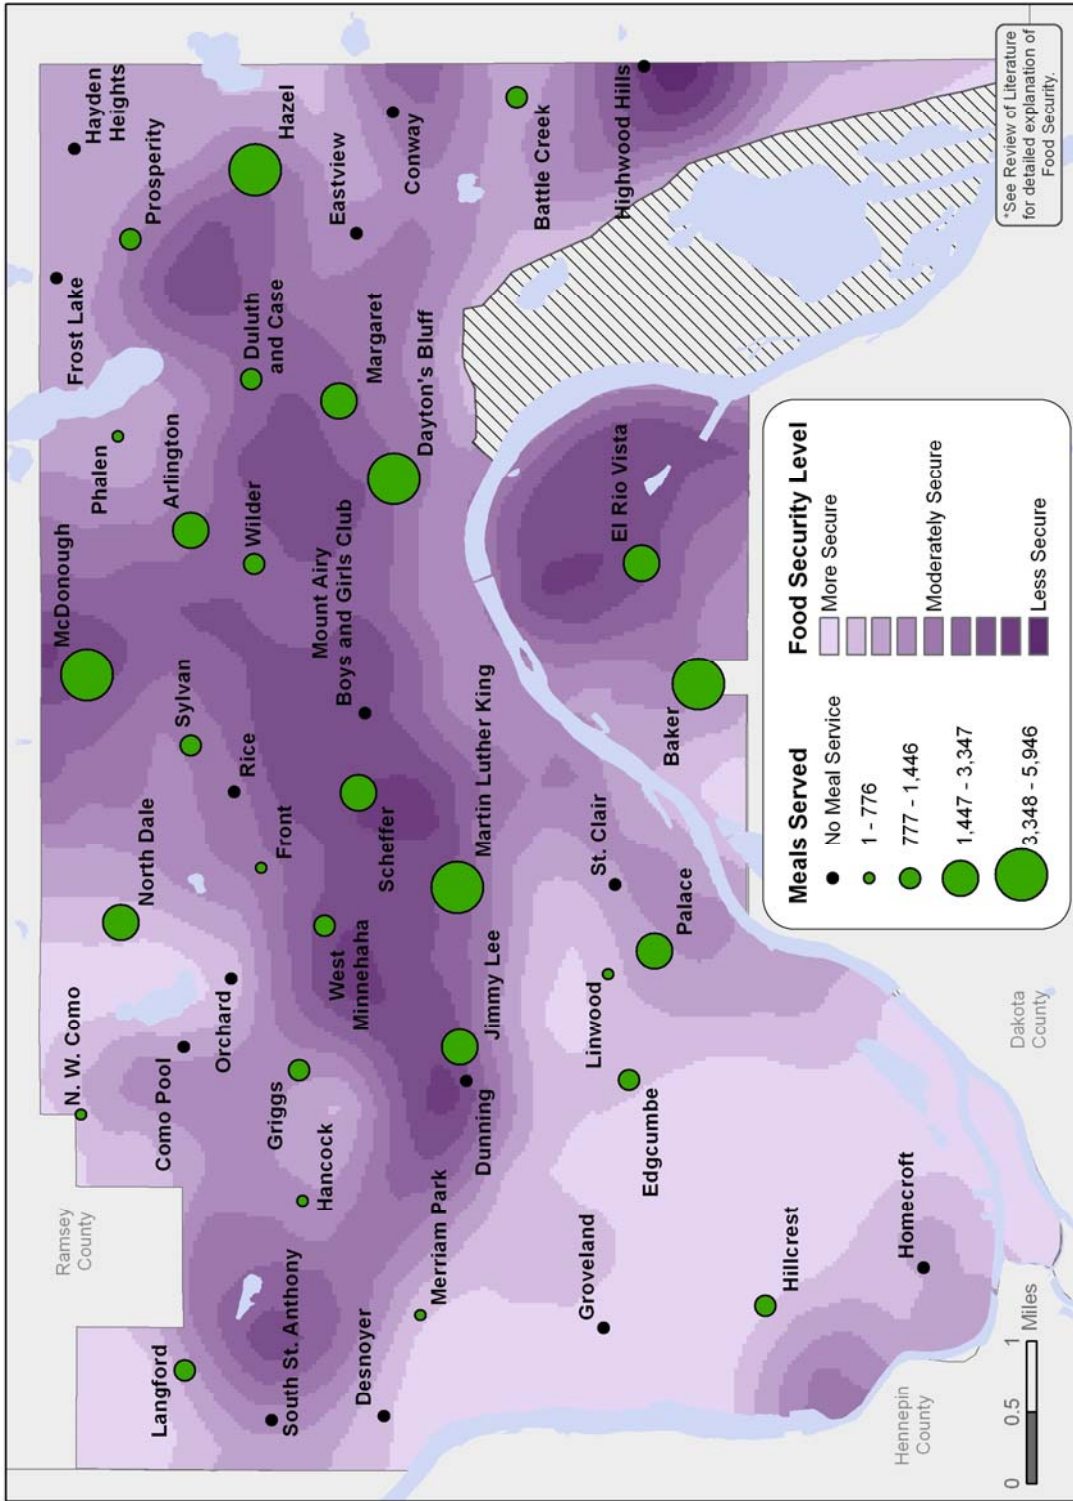 Ramsey
County
N. W. Como
North Dale
McDonough
Frost Lake
Hayden
Heights
Prosperity
Phalen
Arlington
Sylvan
Como Pool
Langford
Orchard
Rice
Wilder
Duluth
and Case
Hazel
Front
Griggs
Hancock
South St. Anthony
Eastview
Margaret
Mount Airy
Boys and Girls Club
West
Minnehaha
Scheffer
Conway
Dayton's Bluff
Desnoyer
Merriam Park
Dunning
Jimmy Lee
Martin Luther King
Battle Creek
Groveland
Linwood
St. Clair
Edgcumbe
Palace
El Rio Vista
Highwood Hills
Baker
Hillcrest
Homecroft
Hennepin
County
Dakota
County
0
0.5
1
Miles
Meals Served
No Meal Service
1 - 776
777 - 1,446
1,447 - 3,347
3,348 - 5,946
Food Security Level
More Secure
Moderately Secure
Less Secure
*See Review of Literature
for detailed explanation of
Food Security.